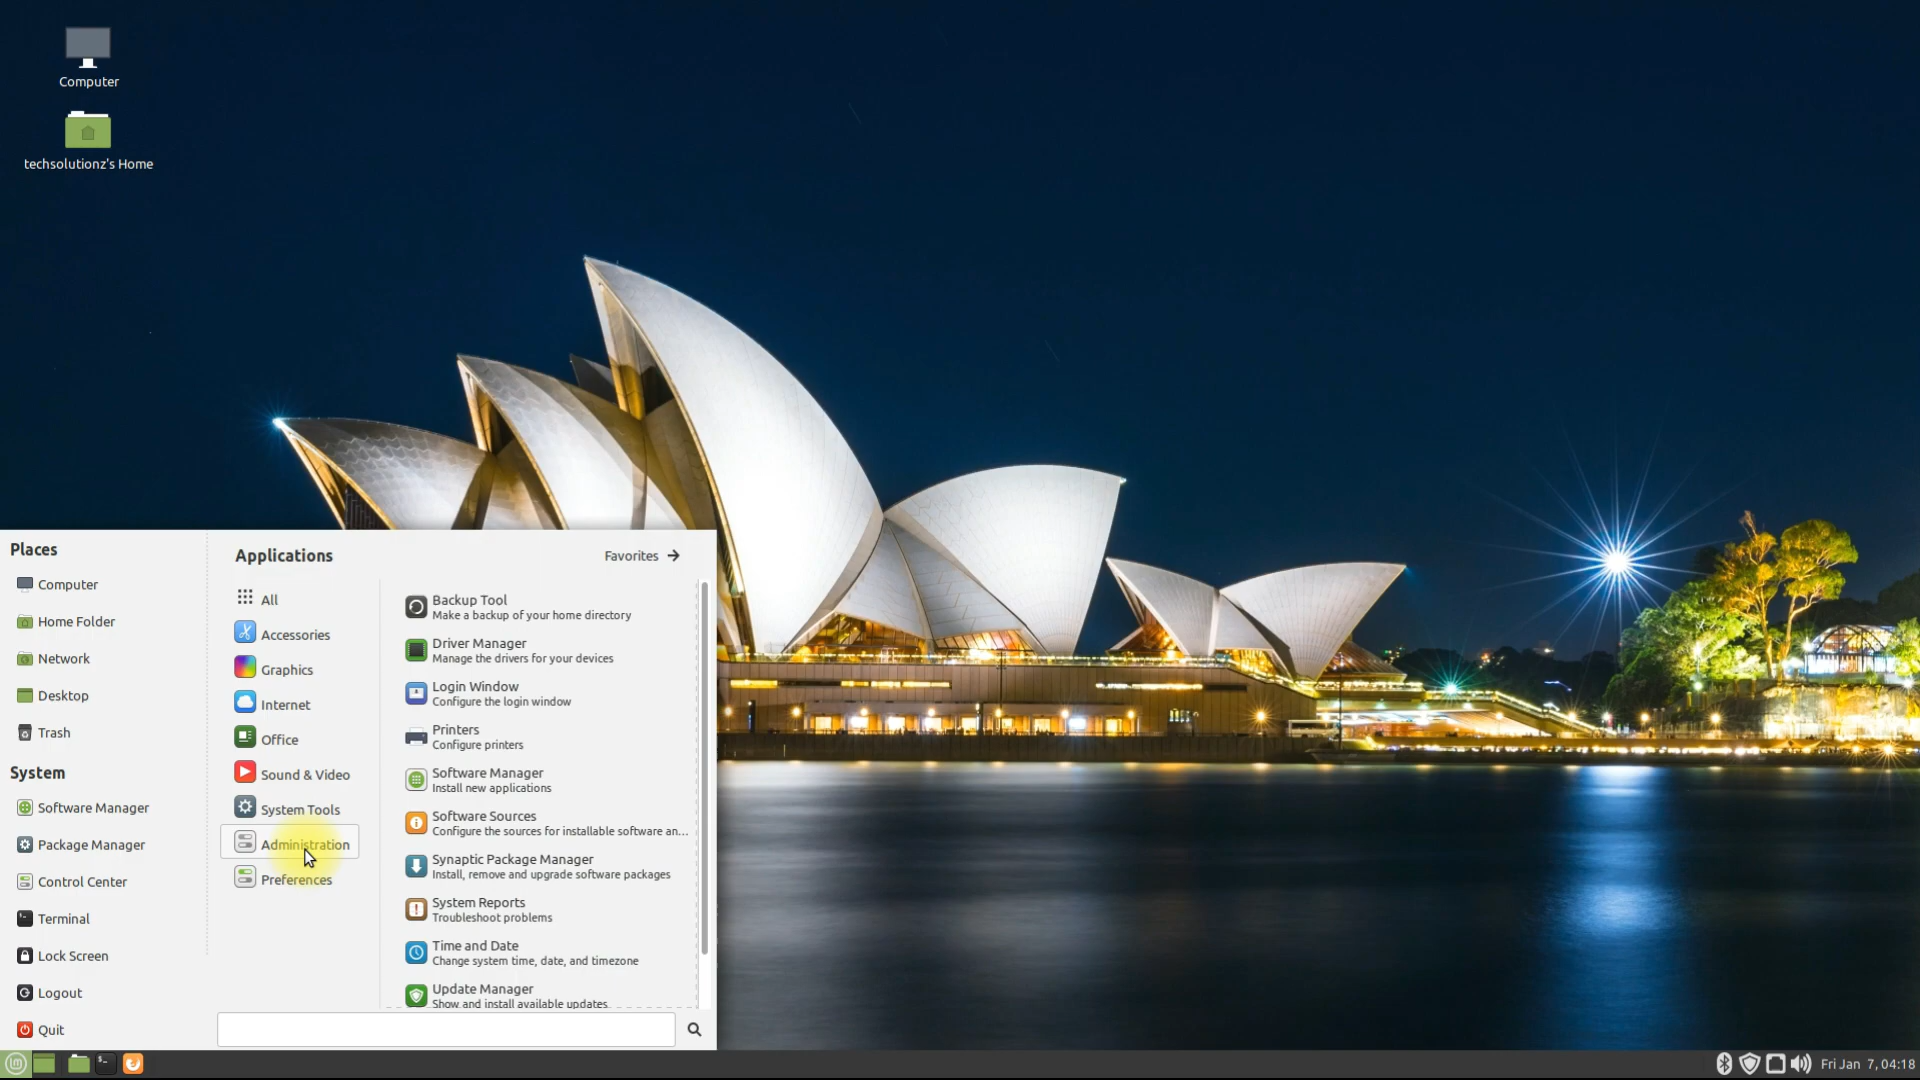 Computer
techsolutionz's Home
Places
Computer
Home Folder
Network
Desktop
Trash
System
Software Manager
Package Manager
Control Center
Terminal
Lock Screen
Logout
Quit
Applications
Favorites
All
Accessories
Graphics
Internet
Office
Sound & Video
System Tools
Administration
Preferences
Backup Tool
Make a backup of your home directory
Driver Manager
Manage the drivers for your devices
Login Window
Configure the login window
Printers
Configure printers
Software Manager
Install new applications
Software Sources
Configure the sources for installable software an...
Synaptic Package Manager
Install, remove and upgrade software packages
System Reports
Troubleshoot problems
Time and Date
Change system time, date, and timezone
Update Manager
Show and install available updates
Fri Jan 7, 04:18